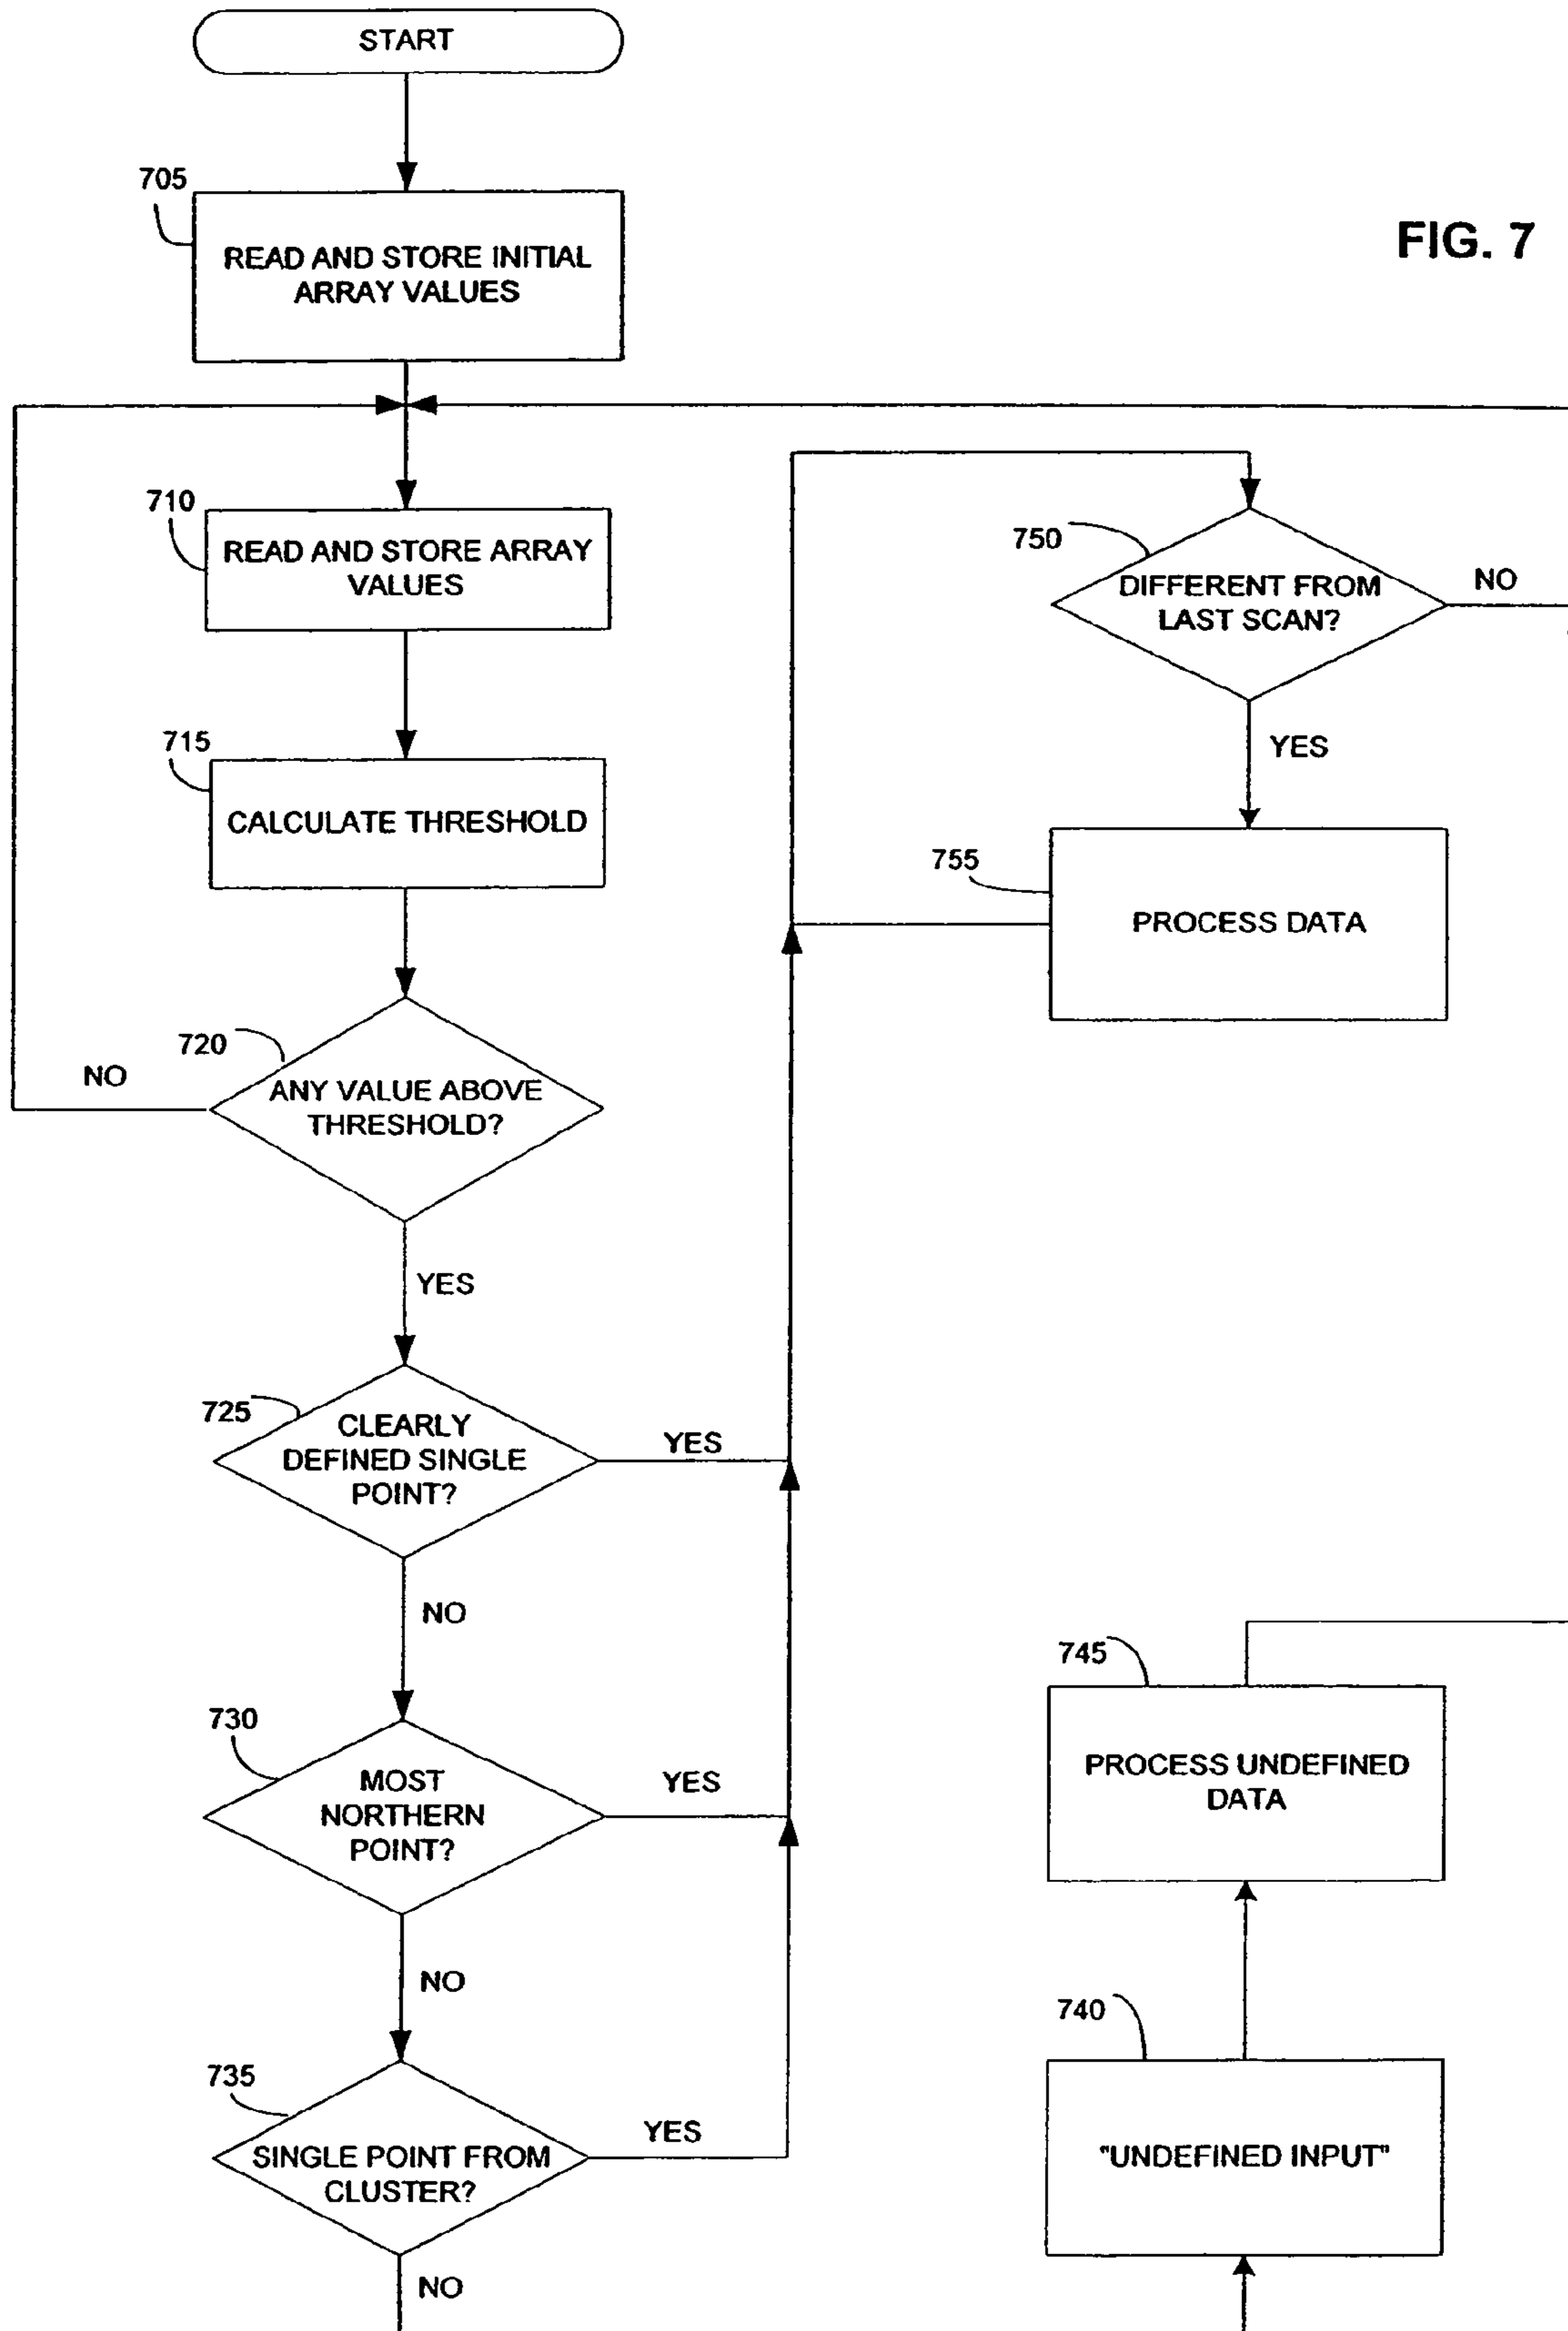 START
705
READ AND STORE INITIAL
ARRAY VALUES
FIG. 7
710
READ AND STORE ARRAY
VALUES
715
CALCULATE THRESHOLD
720
ANY VALUE ABOVE
THRESHOLD?
NO
YES
725
CLEARLY
DEFINED SINGLE
POINT?
YES
NO
730
MOST
NORTHERN
POINT?
YES
NO
735
SINGLE POINT FROM
CLUSTER?
YES
NO
750
DIFFERENT FROM
LAST SCAN?
NO
YES
755
PROCESS DATA
745
PROCESS UNDEFINED
DATA
740
"UNDEFINED INPUT"